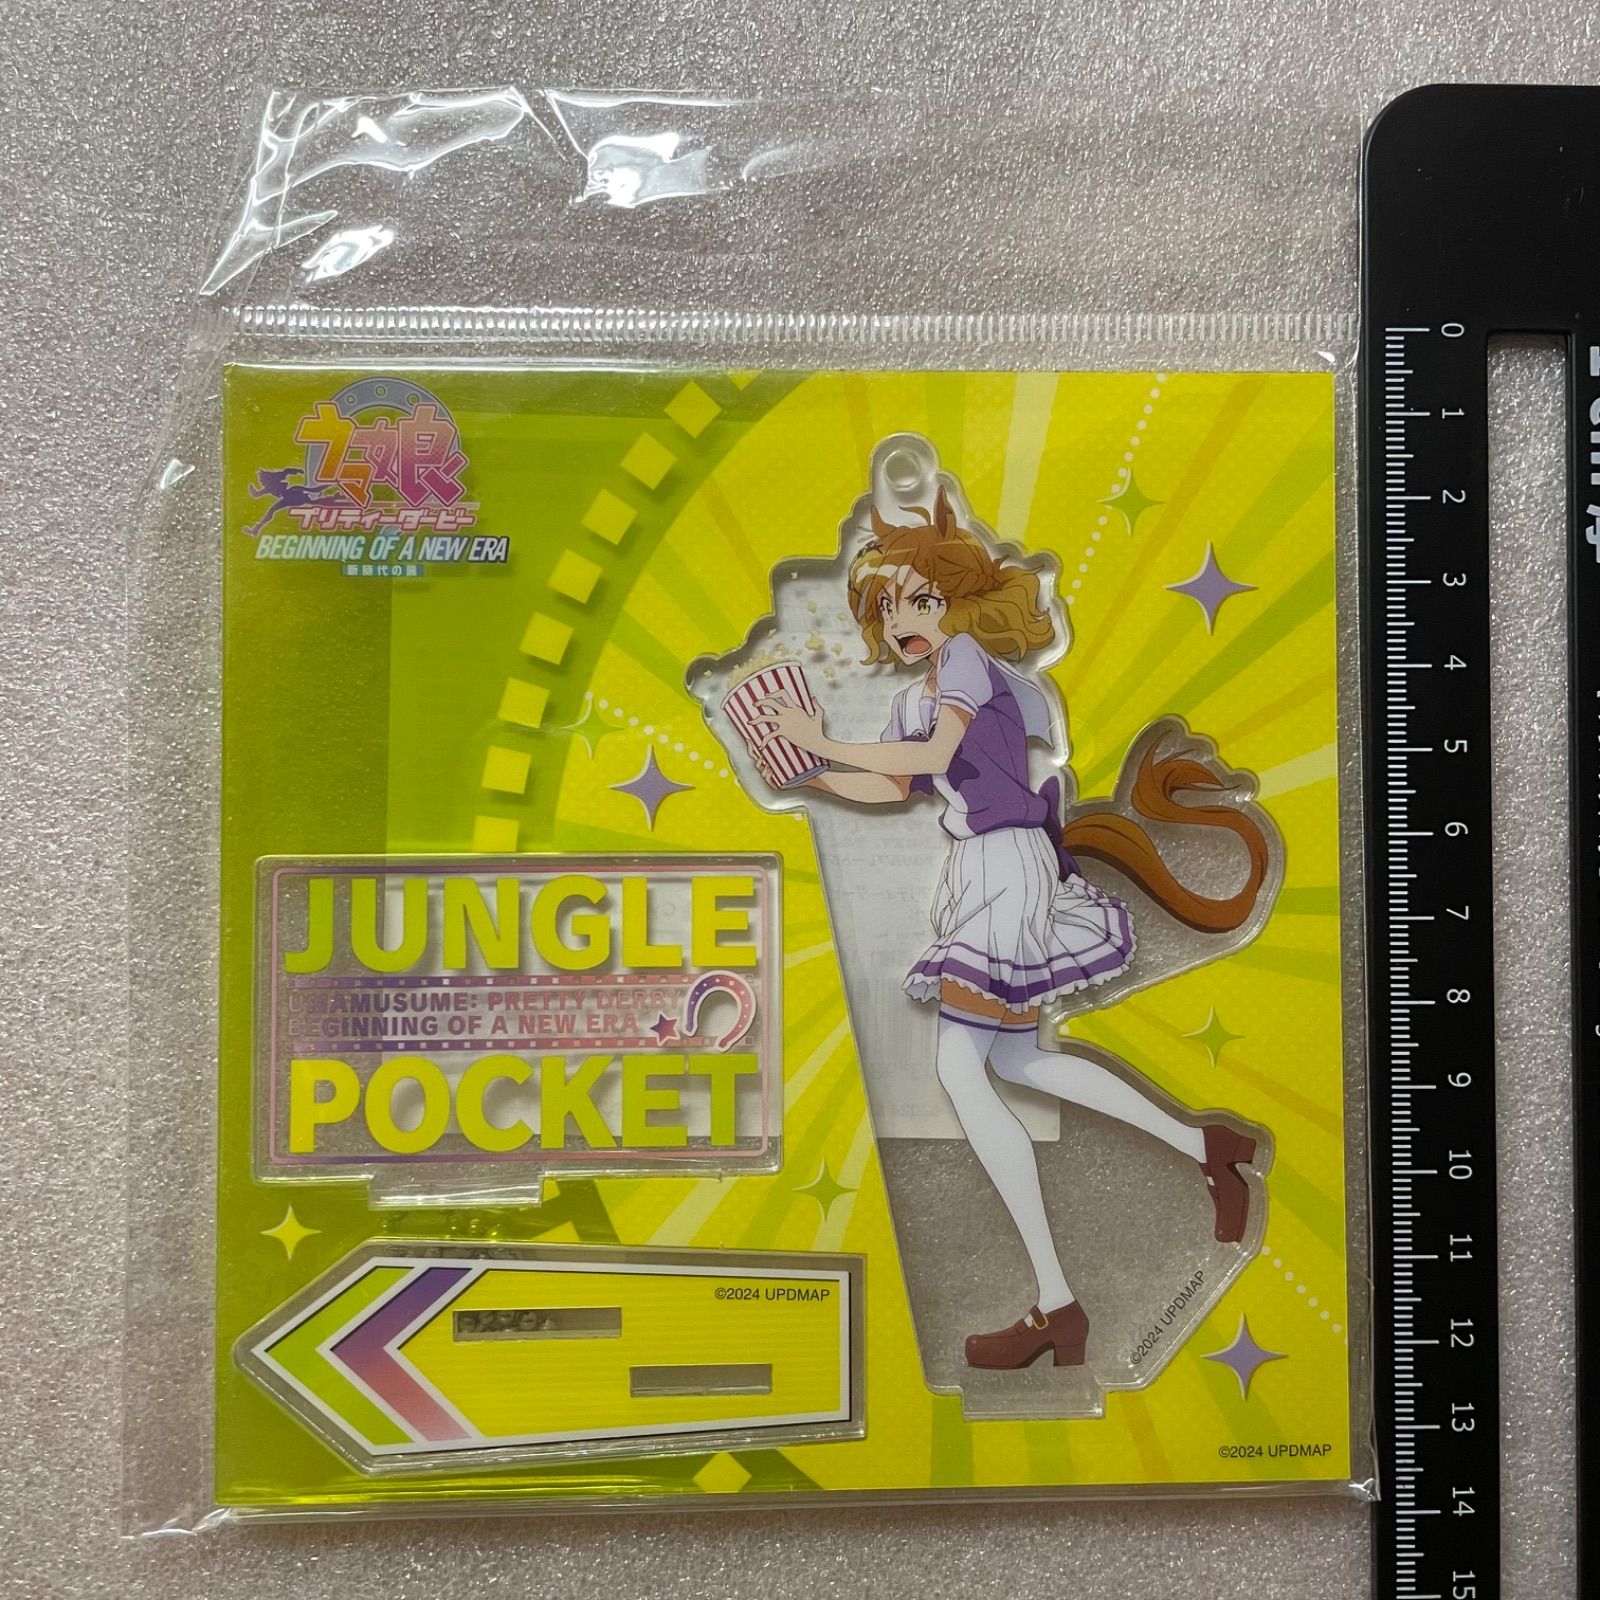 ウマ娘
プリティーダービー
BEGINNING OF A NEW ERA
新時代の扉
JUNGLE
UMAMUSUME: PRETTY DERBY
BEGINNING OF A NEW ERA
POCKET
©2024 UPDMAP
©2024 UPDMAP
©2024 UPDMAP
0
1
2
3
4
5
6
7
8
9
10
11
12
13
14
15